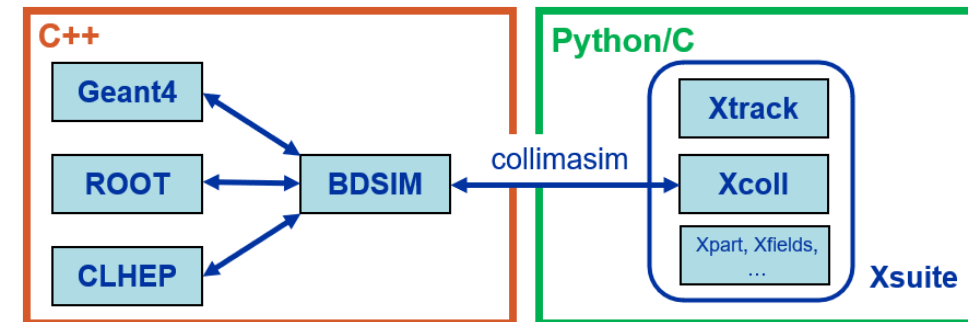 C++
Geant4
ROOT
CLHEP
BDSIM
collimasim
Python/C
Xtrack
Xcoll
Xpart, Xfields,
...
Xsuite